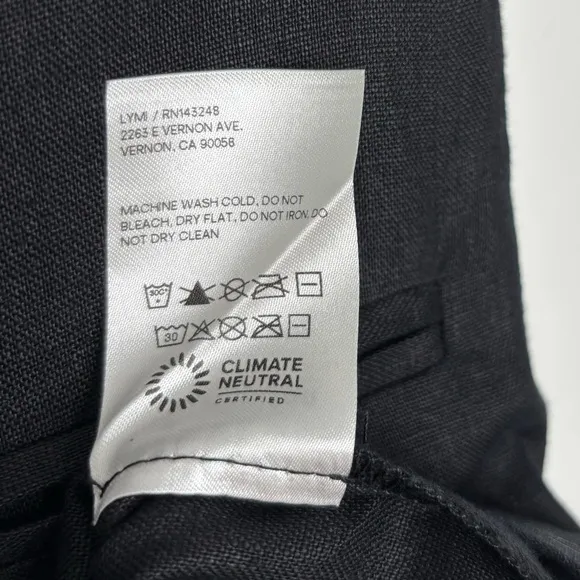 LYMI / RN143248
2263 E VERNON AVE.
VERNON, CA 90058
MACHINE WASH COLD, DO NOT
BLEACH, DRY FLAT, DO NOT IRON, DO
NOT DRY CLEAN
30C°
30
CLIMATE
NEUTRAL
CERTIFIED